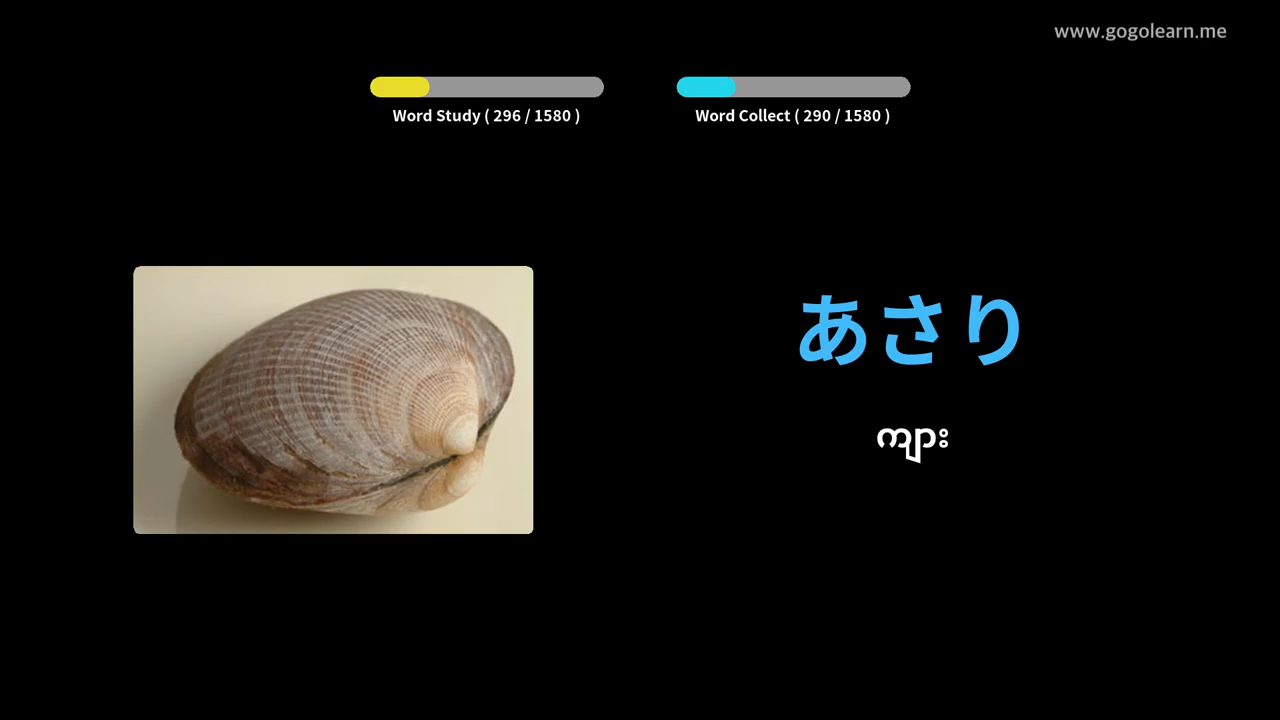 www.gogolearn.me
Word Study ( 296 / 1580 )
Word Collect ( 290 / 1580 )
あさり
ကျား